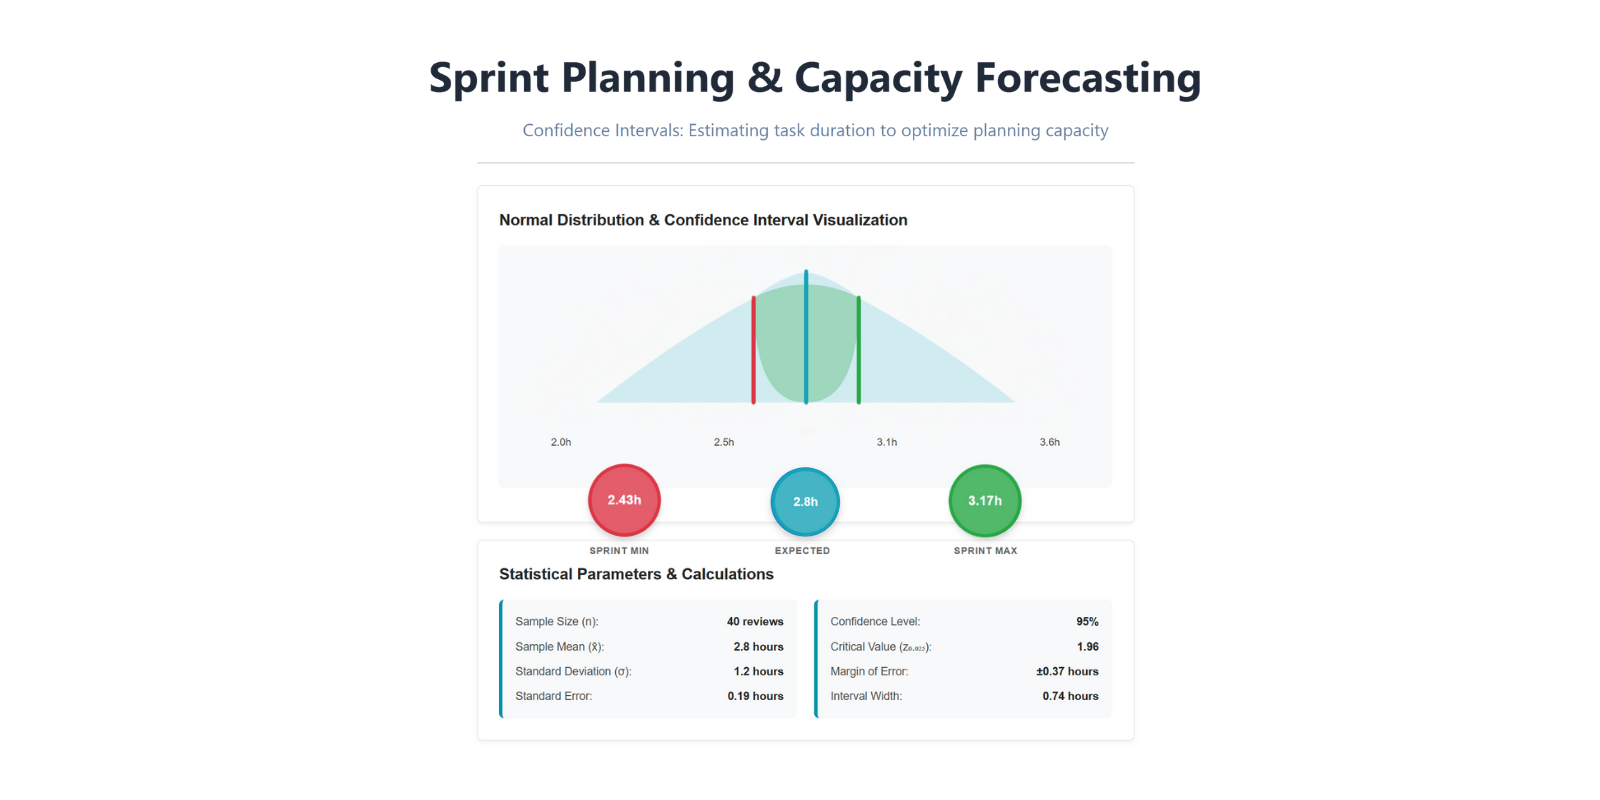 Sprint Planning & Capacity Forecasting
Confidence Intervals: Estimating task duration to optimize planning capacity
Normal Distribution & Confidence Interval Visualization
2.0h 2.5h 3.1h 3.6h
2.43h 2.8h 3.17h
SPRINT MIN EXPECTED SPRINT MAX
Statistical Parameters & Calculations
Sample Size (n): 40 reviews
Sample Mean (x̄): 2.8 hours
Standard Deviation (σ): 1.2 hours
Standard Error: 0.19 hours
Confidence Level: 95%
Critical Value (z₀.₀₂₅): 1.96
Margin of Error: ±0.37 hours
Interval Width: 0.74 hours